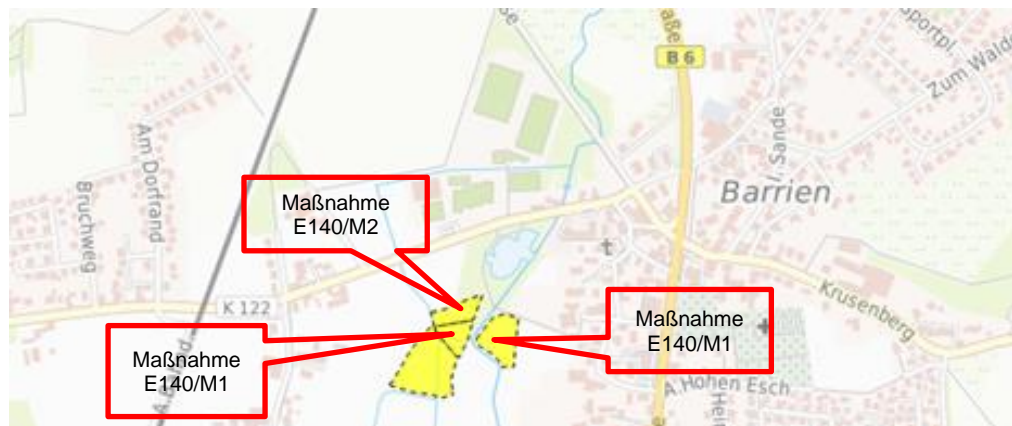 B 6
Zum Walde
I. Sande
Am Dorfrand
Bruchweg
Barrien
Maßnahme
E140/M2
K 122
Krusenberg
Maßnahme
E140/M1
Maßnahme
E140/M1
A.Hohen Esch